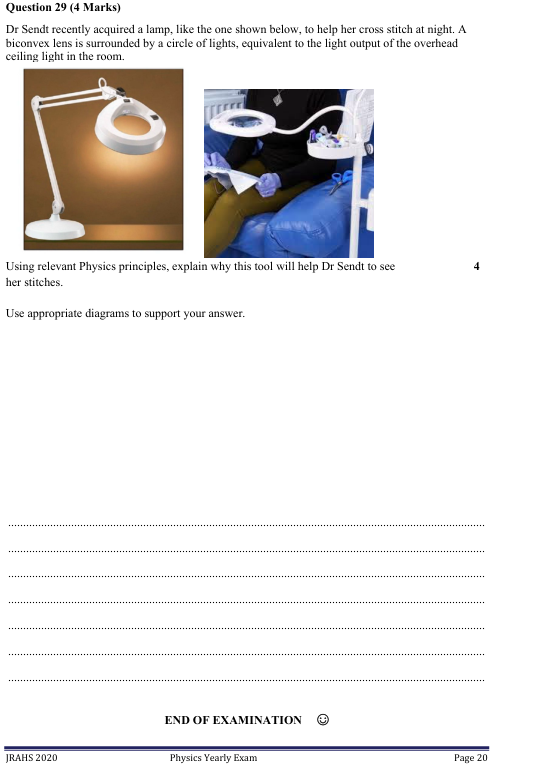 Question 29 (4 Marks)
Dr Sendt recently acquired a lamp, like the one shown below, to help her cross stitch at night. A
biconvex lens is surrounded by a circle of lights, equivalent to the light output of the overhead
ceiling light in the room.
Using relevant Physics principles, explain why this tool will help Dr Sendt to see 4
her stitches.
Use appropriate diagrams to support your answer.
END OF EXAMINATION ☺
JRAHS 2020 Physics Yearly Exam Page 20